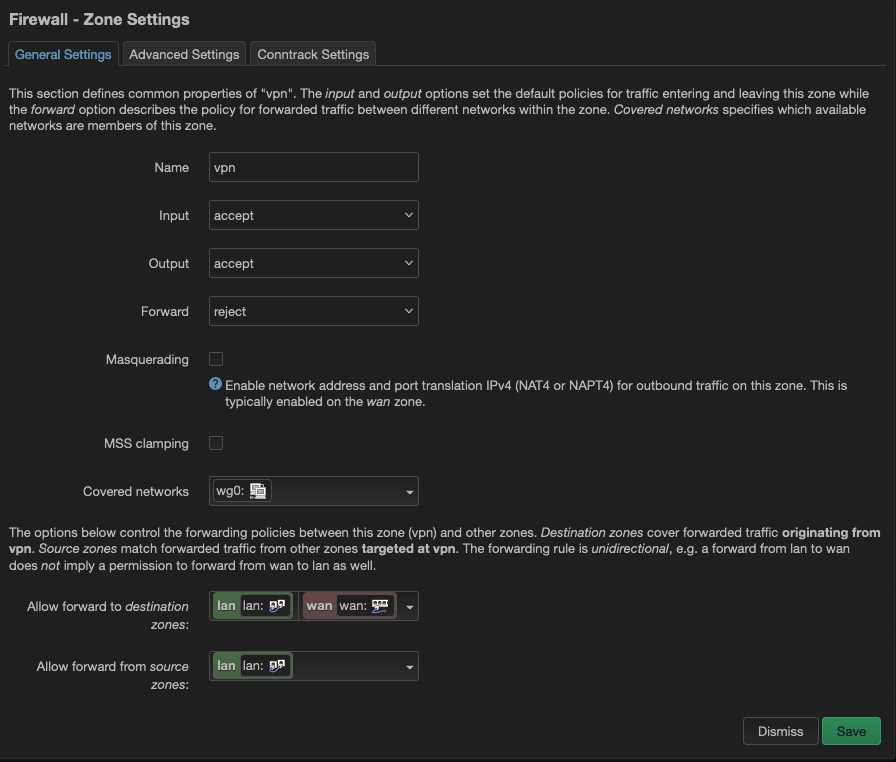 Firewall - Zone Settings
General Settings
Advanced Settings
Conntrack Settings
This section defines common properties of "vpn". The input and output options set the default policies for traffic entering and leaving this zone while
the forward option describes the policy for forwarded traffic between different networks within the zone. Covered networks specifies which available
networks are members of this zone.
Name
vpn
Input
accept
Output
accept
Forward
reject
Masquerading
? Enable network address and port translation IPv4 (NAT4 or NAPT4) for outbound traffic on this zone. This is
typically enabled on the wan zone.
MSS clamping
Covered networks
wg0:
The options below control the forwarding policies between this zone (vpn) and other zones. Destination zones cover forwarded traffic originating from
vpn. Source zones match forwarded traffic from other zones targeted at vpn. The forwarding rule is unidirectional, e.g. a forward from lan to wan
does not imply a permission to forward from wan to lan as well.
Allow forward to destination
zones:
lan lan: wan wan:
Allow forward from source
zones:
lan lan:
Dismiss
Save